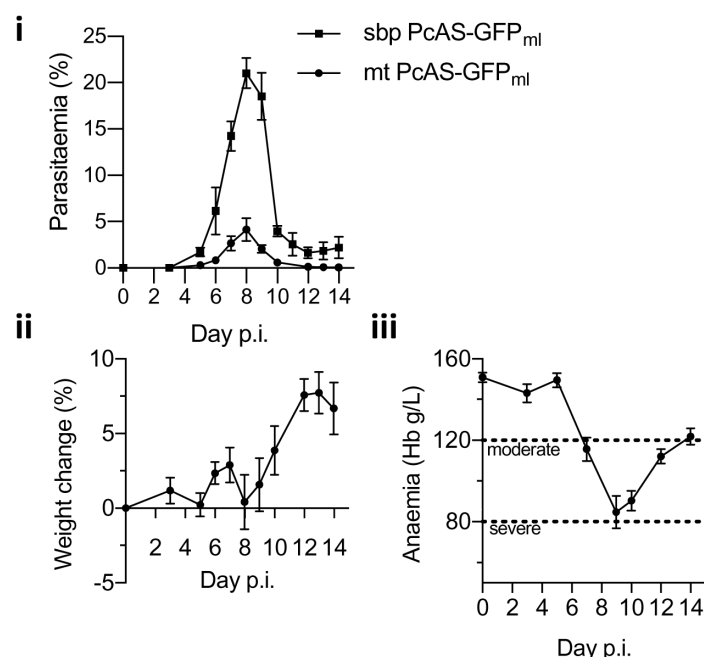 i
sbp PcAS-GFPml
mt PcAS-GFPml
Parasitaemia (%)
25
20
15
10
5
0
0 2 4 6 8 10 12 14
Day p.i.
ii
Weight change (%)
10
5
0
-5
2 4 6 8 10 12 14
Day p.i.
iii
Anaemia (Hb g/L)
160
120
80
moderate
severe
0 2 4 6 8 10 12 14
Day p.i.